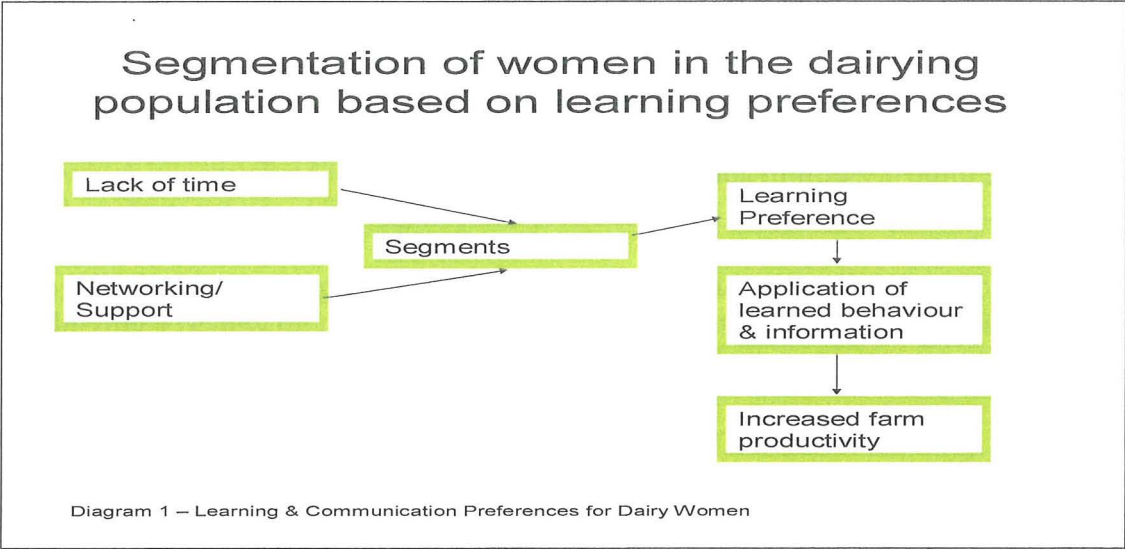 Segmentation of women in the dairying
population based on learning preferences
Lack of time
Networking/
Support
Segments
Learning
Preference
Application of
learned behaviour
& information
Increased farm
productivity
Diagram 1 – Learning & Communication Preferences for Dairy Women